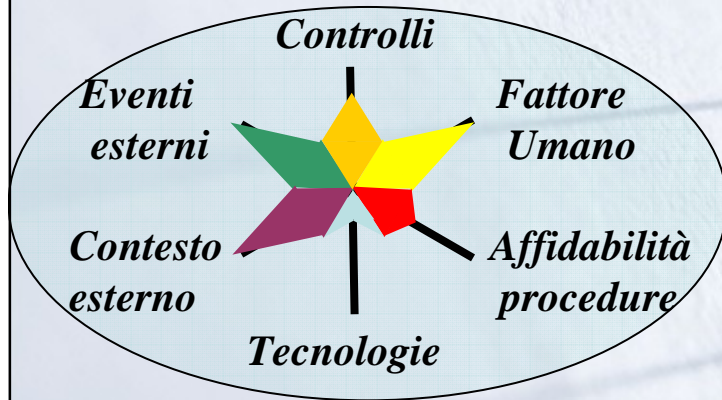 Controlli
Eventi
esterni
Fattore
Umano
Contesto
esterno
Affidabilità
procedure
Tecnologie